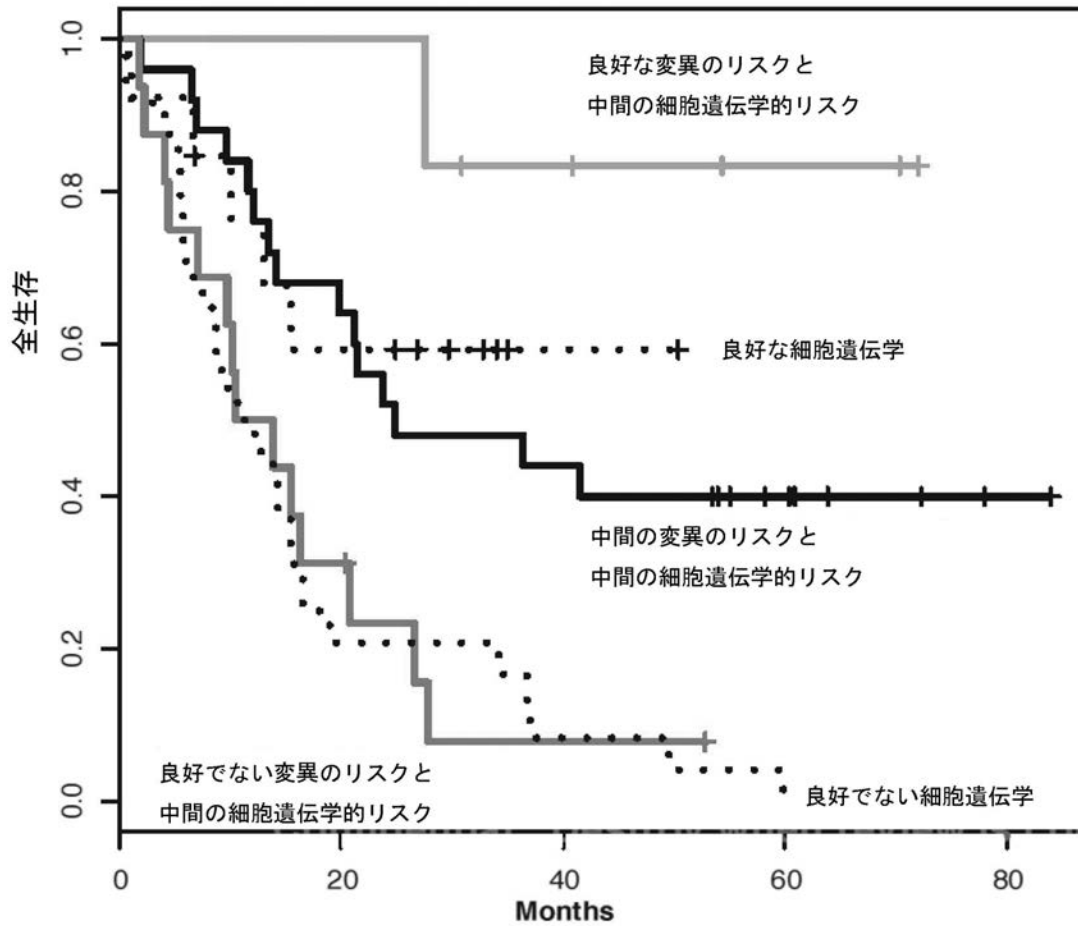 良好な変異のリスクと
中間の細胞遺伝学的リスク
良好な細胞遺伝学
中間の変異のリスクと
中間の細胞遺伝学的リスク
良好でない変異のリスクと
中間の細胞遺伝学的リスク
良好でない細胞遺伝学
全生存
1.0
0.8
0.6
0.4
0.2
0.0
0
20
40
60
80
Months